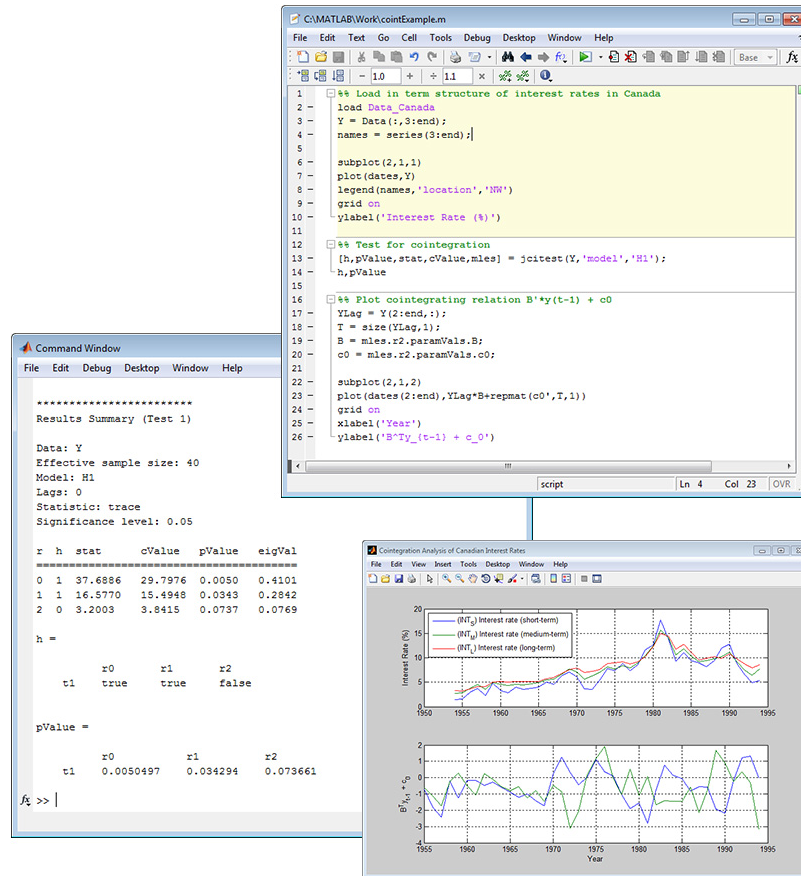 C:\MATLAB\Work\cointExample.m
File Edit Text Go Cell Tools Debug Desktop Window Help
Base
fx
1.0 + ÷ 1.1 ×
1 %% Load in term structure of interest rates in Canada
2 – load Data_Canada
3 – Y = Data(:,3:end);
4 – names = series(3:end);
5
6 – subplot(2,1,1)
7 – plot(dates,Y)
8 – legend(names,'location','NW')
9 – grid on
10 – ylabel('Interest Rate (%)')
11
12 %% Test for cointegration
13 – [h,pValue,stat,cValue,mles] = jcitest(Y,'model','H1');
14 – h,pValue
15
16 %% Plot cointegrating relation B'*y(t-1) + c0
17 – YLag = Y(2:end,:);
18 – T = size(YLag,1);
19 – B = mles.r2.paramVals.B;
20 – c0 = mles.r2.paramVals.c0;
21
22 – subplot(2,1,2)
23 – plot(dates(2:end),YLag*B+repmat(c0',T,1))
24 – grid on
25 – xlabel('Year')
26 – ylabel('B^Ty_{t-1} + c_0')
script Ln 4 Col 23 OVR
Command Window
File Edit Debug Desktop Window Help
************************
Results Summary (Test 1)
Data: Y
Effective sample size: 40
Model: H1
Lags: 0
Statistic: trace
Significance level: 0.05
r h stat cValue pValue eigVal
========================================
0 1 37.6886 29.7976 0.0050 0.4101
1 1 16.5770 15.4948 0.0343 0.2842
2 0 3.2003 3.8415 0.0737 0.0769
h =
r0 r1 r2
t1 true true false
pValue =
r0 r1 r2
t1 0.0050497 0.034294 0.073661
fx >>
Cointegration Analysis of Canadian Interest Rates
File Edit View Insert Tools Desktop Window Help
Interest Rate (%)
20
15
10
5
0
(INT_S) Interest rate (short-term)
(INT_M) Interest rate (medium-term)
(INT_L) Interest rate (long-term)
1950 1955 1960 1965 1970 1975 1980 1985 1990 1995
B^Ty_{t-1} + c_0
2
1
0
-1
-2
-3
-4
1955 1960 1965 1970 1975 1980 1985 1990 1995
Year